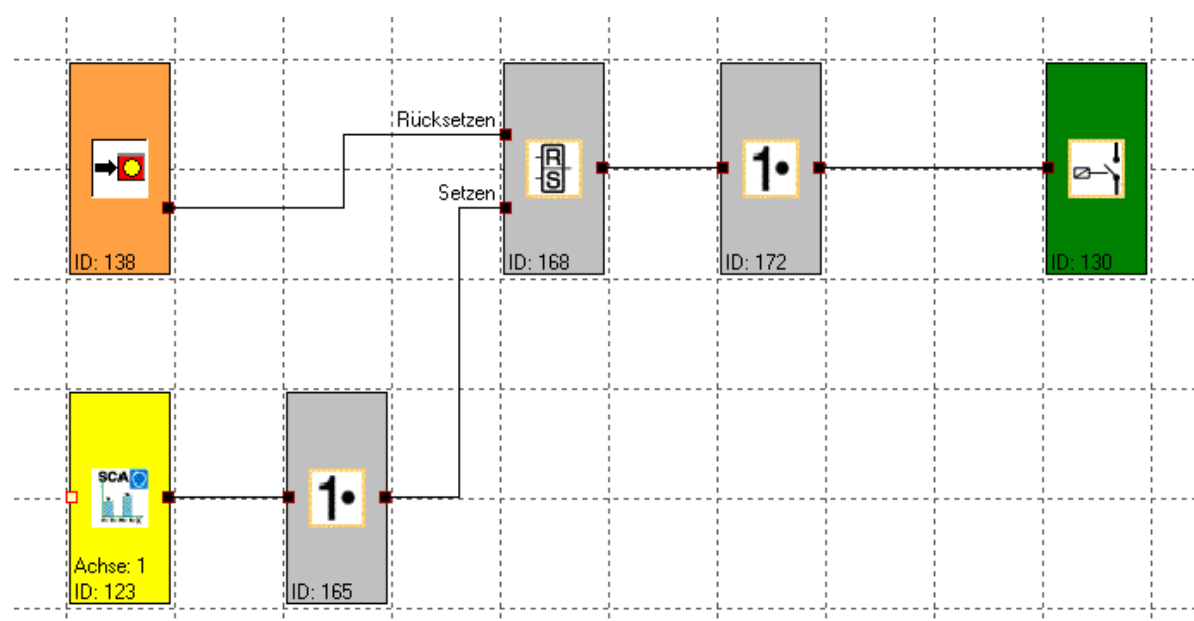 Rücksetzen
R
S
1
Setzen
ID: 138
ID: 168
ID: 172
ID: 130
SCA
1
Achse: 1
ID: 123
ID: 165